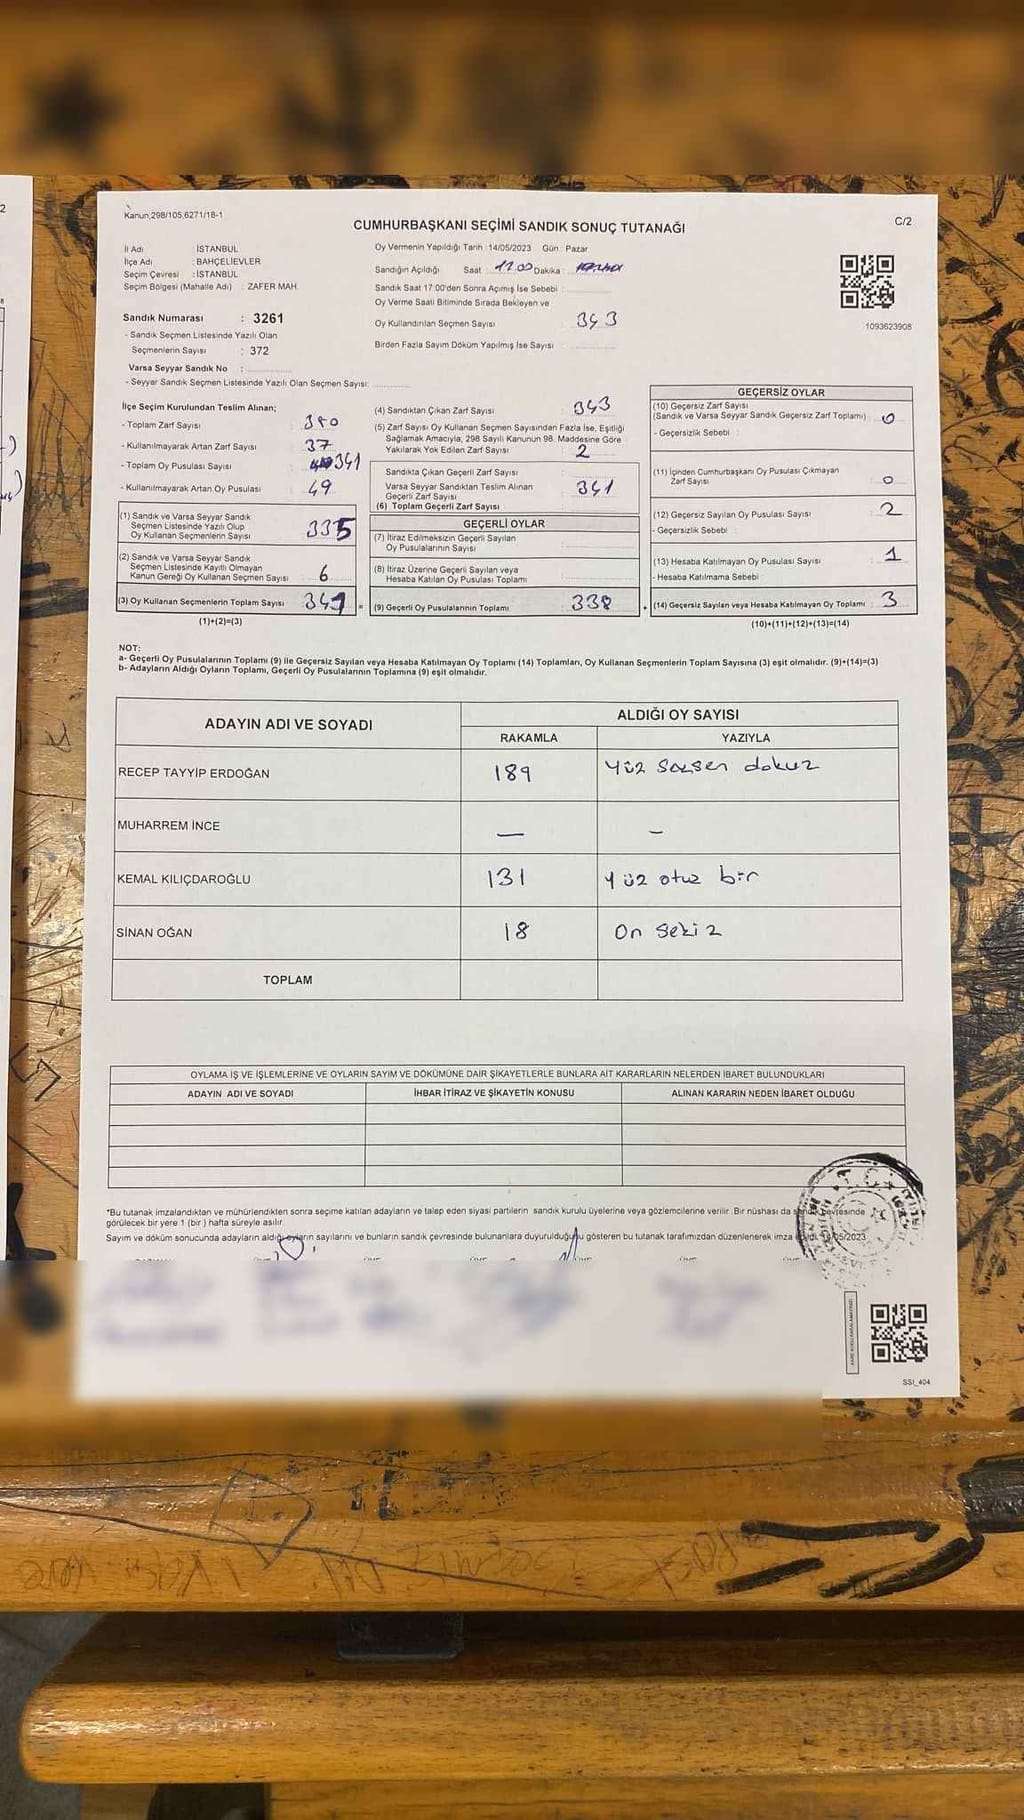 Kanun,298/105,6271/18-1
C/2
CUMHURBAŞKANI SEÇİMİ SANDIK SONUÇ TUTANAĞI
İl Adı : İSTANBUL
İlçe Adı : BAHÇELİEVLER
Seçim Çevresi : İSTANBUL
Seçim Bölgesi (Mahalle Adı) : ZAFER MAH.
Sandık Numarası : 3261
- Sandık Seçmen Listesinde Yazılı Olan
Seçmenlerin Sayısı : 372
Varsa Seyyar Sandık No :
- Seyyar Sandık Seçmen Listesinde Yazılı Olan Seçmen Sayısı:
Oy Vermenin Yapıldığı Tarih :14/05/2023 Gün : Pazar
Sandığın Açıldığı Saat : 17.00 Dakika :
Sandık Saat 17:00'den Sonra Açımış İse Sebebi :
Oy Verme Saati Bitiminde Sırada Bekleyen ve
Oy Kullandırılan Seçmen Sayısı : 343
Birden Fazla Sayım Döküm Yapılmış İse Sayısı :
1093623908
İlçe Seçim Kurulundan Teslim Alınan;
- Toplam Zarf Sayısı : 380
- Kullanılmayarak Artan Zarf Sayısı : 37
- Toplam Oy Pusulası Sayısı : 341
- Kullanılmayarak Artan Oy Pusulası : 49
(1) Sandık ve Varsa Seyyar Sandık
Seçmen Listesinde Yazılı Olup
Oy Kullanan Seçmenlerin Sayısı : 335
(2) Sandık ve Varsa Seyyar Sandık
Seçmen Listesinde Kayıtlı Olmayan
Kanun Gereği Oy Kullanan Seçmen Sayısı : 6
(3) Oy Kullanan Seçmenlerin Toplam Sayısı : 341 =
(1)+(2)=(3)
(4) Sandıktan Çıkan Zarf Sayısı : 343
(5) Zarf Sayısı Oy Kullanan Seçmen Sayısından Fazla İse, Eşitliği
Sağlamak Amacıyla, 298 Sayılı Kanunun 98. Maddesine Göre
Yakılarak Yok Edilen Zarf Sayısı : 2
Sandıkta Çıkan Geçerli Zarf Sayısı :
Varsa Seyyar Sandıktan Teslim Alınan
Geçerli Zarf Sayısı : 341
(6) Toplam Geçerli Zarf Sayısı :
GEÇERLİ OYLAR
(7) İtiraz Edilmeksizin Geçerli Sayılan
Oy Pusulalarının Sayısı :
(8) İtiraz Üzerine Geçerli Sayılan veya
Hesaba Katılan Oy Pusulası Toplamı :
(9) Geçerli Oy Pusulalarının Toplamı : 338 +
GEÇERSİZ OYLAR
(10) Geçersiz Zarf Sayısı
(Sandık ve Varsa Seyyar Sandık Geçersiz Zarf Toplamı) : 0
- Geçersizlik Sebebi :
(11) İçinden Cumhurbaşkanı Oy Pusulası Çıkmayan
Zarf Sayısı : 0
(12) Geçersiz Sayılan Oy Pusulası Sayısı : 2
- Geçersizlik Sebebi :
(13) Hesaba Katılmayan Oy Pusulası Sayısı : 1
- Hesaba Katılmama Sebebi :
(14) Geçersiz Sayılan veya Hesaba Katılmayan Oy Toplamı : 3
(10)+(11)+(12)+(13)=(14)
NOT:
a- Geçerli Oy Pusulalarının Toplamı (9) ile Geçersiz Sayılan veya Hesaba Katılmayan Oy Toplamı (14) Toplamları, Oy Kullanan Seçmenlerin Toplam Sayısına (3) eşit olmalıdır. (9)+(14)=(3)
b- Adayların Aldığı Oyların Toplamı, Geçerli Oy Pusulalarının Toplamına (9) eşit olmalıdır.
ADAYIN ADI VE SOYADI
ALDIĞI OY SAYISI
RAKAMLA YAZIYLA
RECEP TAYYİP ERDOĞAN 189 Yüz seksen dokuz
MUHARREM İNCE — –
KEMAL KILIÇDAROĞLU 131 Yüz otuz bir
SİNAN OĞAN 18 On sekiz
TOPLAM
OYLAMA İŞ VE İŞLEMLERİNE VE OYLARIN SAYIM VE DÖKÜMÜNE DAİR ŞİKAYETLERLE BUNLARA AİT KARARLARIN NELERDEN İBARET BULUNDUKLARI
ADAYIN ADI VE SOYADI İHBAR İTİRAZ VE ŞİKAYETİN KONUSU ALINAN KARARIN NEDEN İBARET OLDUĞU
*Bu tutanak imzalandıktan ve mühürlendikten sonra seçime katılan adayların ve talep eden siyasi partilerin sandık kurulu üyelerine veya gözlemcilerine verilir. Bir nüshası da sandık çevresinde
görülecek bir yere 1 (bir ) hafta süreyle asılır.
Sayım ve döküm sonucunda adayların aldığı oyların sayılarını ve bunların sandık çevresinde bulunanlara duyurulduğunu gösteren bu tutanak tarafımızdan düzenlenerek imza 14/05/2023
SSI_404